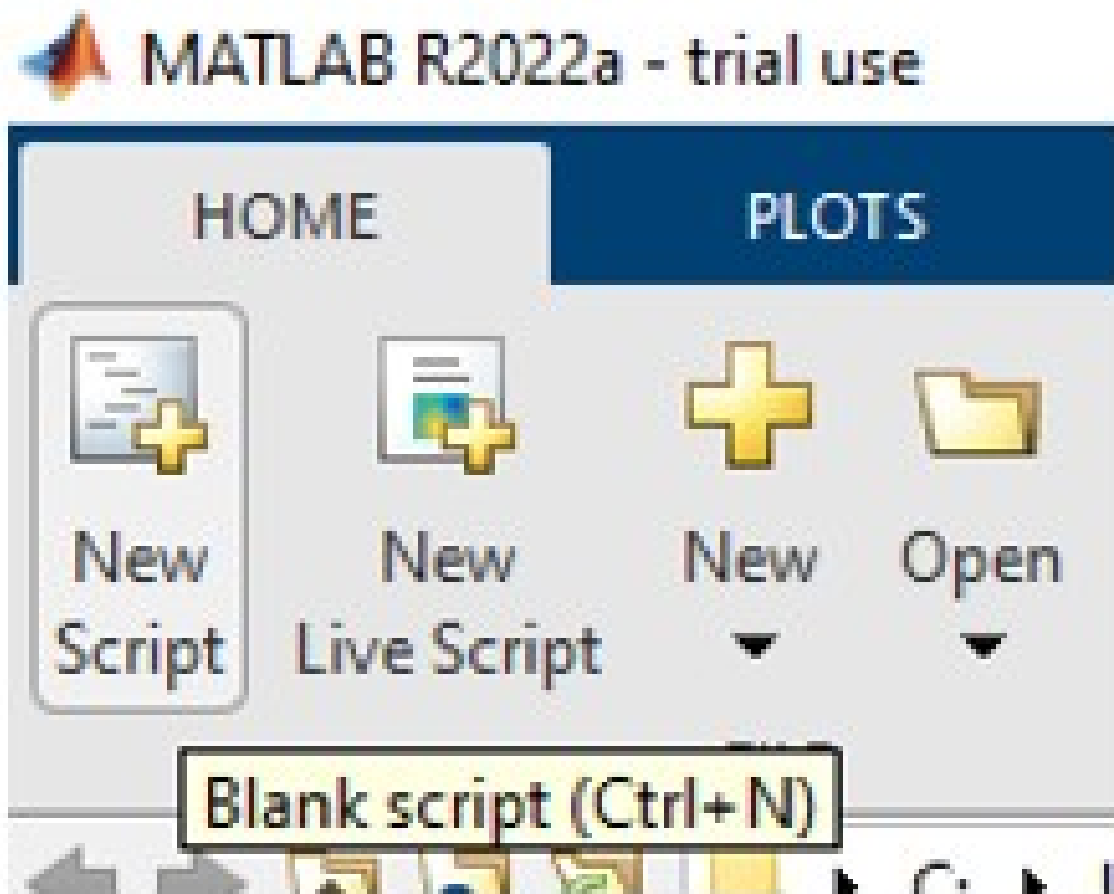 MATLAB R2022a - trial use
HOME PLOTS
New New New Open
Script Live Script
Blank script (Ctrl+N)
C: